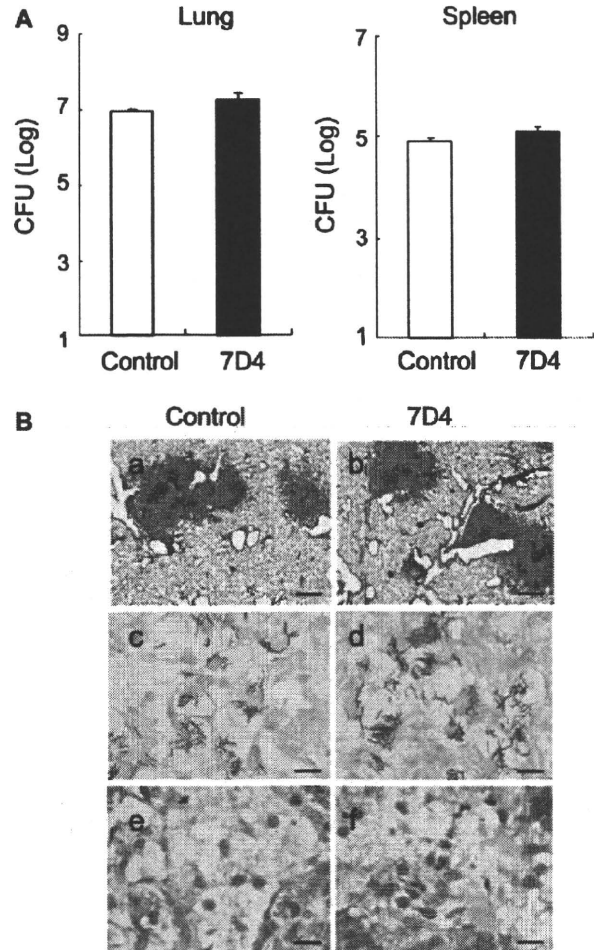 A
Lung
Spleen
CFU (Log)
9
7
5
3
1
Control
7D4
CFU (Log)
7
5
3
1
Control
7D4
B
Control
7D4
a
b
c
d
e
f